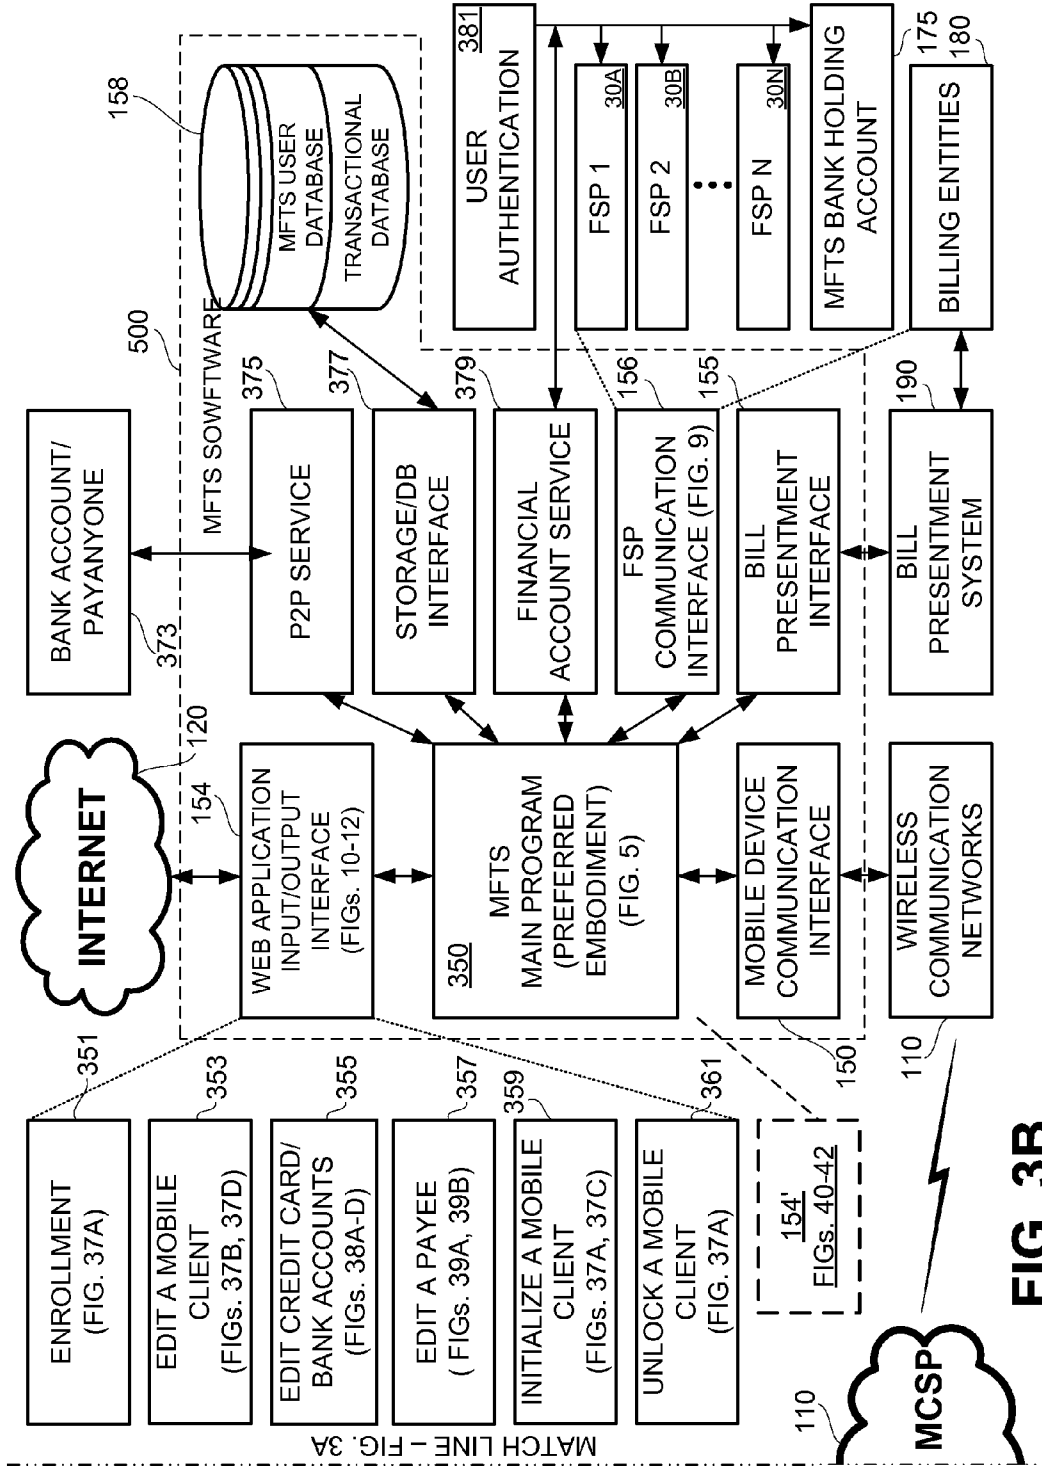 MATCH LINE – FIG. 3A
ENROLLMENT
(FIG. 37A)
351
EDIT A MOBILE
CLIENT
(FIGs. 37B, 37D)
353
EDIT CREDIT CARD/
BANK ACCOUNTS
(FIGs. 38A-D)
355
EDIT A PAYEE
( FIGs. 39A, 39B)
357
INITIALIZE A MOBILE
CLIENT
(FIGs. 37A, 37C)
359
UNLOCK A MOBILE
CLIENT
(FIG. 37A)
361
154'
FIGs. 40-42
110
MCSP
INTERNET
120
154
WEB APPLICATION
INPUT/OUTPUT
INTERFACE
(FIGs. 10-12)
350
MFTS
MAIN PROGRAM
(PREFERRED
EMBODIMENT)
(FIG. 5)
MOBILE DEVICE
COMMUNICATION
INTERFACE
150
WIRELESS
COMMUNICATION
NETWORKS
110
BANK ACCOUNT/
PAYANYONE
373
500
MFTS SOWFTWARE
P2P SERVICE
375
STORAGE/DB
INTERFACE
377
FINANCIAL
ACCOUNT SERVICE
379
FSP
COMMUNICATION
INTERFACE (FIG. 9)
156
BILL
PRESENTMENT
INTERFACE
155
BILL
PRESENTMENT
SYSTEM
190
158
MFTS USER
DATABASE
TRANSACTIONAL
DATABASE
USER
AUTHENTICATION
381
FSP 1
30A
FSP 2
30B
FSP N
30N
MFTS BANK HOLDING
ACCOUNT
175
BILLING ENTITIES
180
FIG. 3B